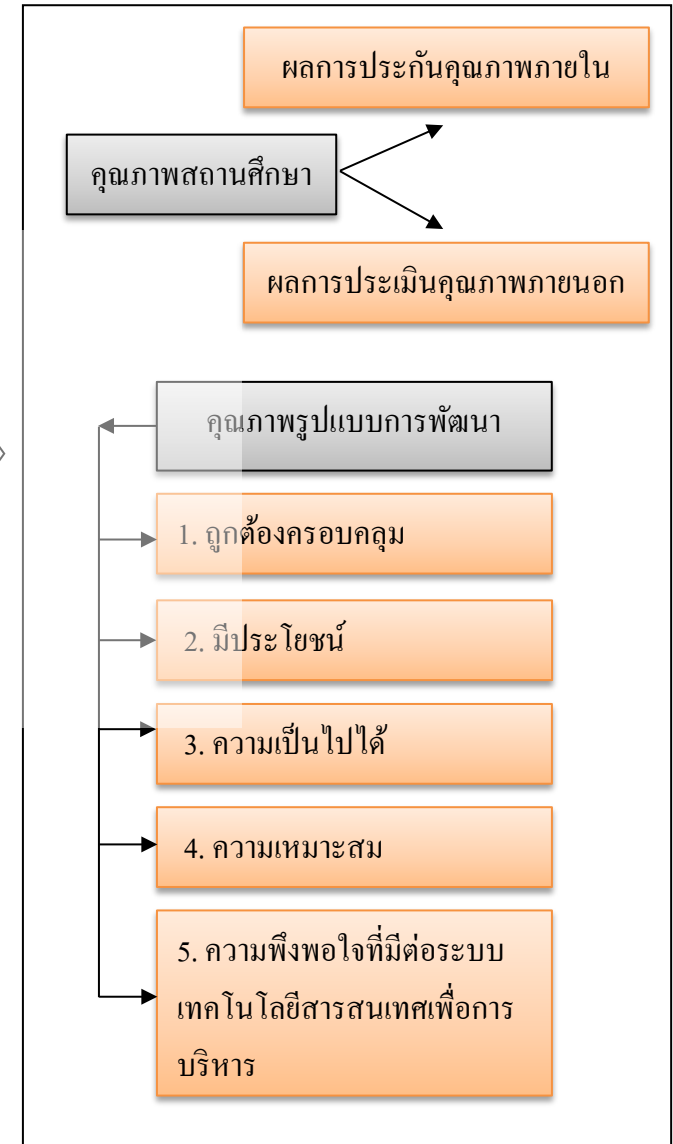 ผลการประกันคุณภาพภายใน
คุณภาพสถานศึกษา
ผลการประเมินคุณภาพภายนอก
คุณภาพรูปแบบการพัฒนา
1. ถูกต้องครอบคลุม
2. มีประโยชน์
3. ความเป็นไปได้
4. ความเหมาะสม
5. ความพึงพอใจที่มีต่อระบบ
เทคโนโลยีสารสนเทศเพื่อการ
บริหาร